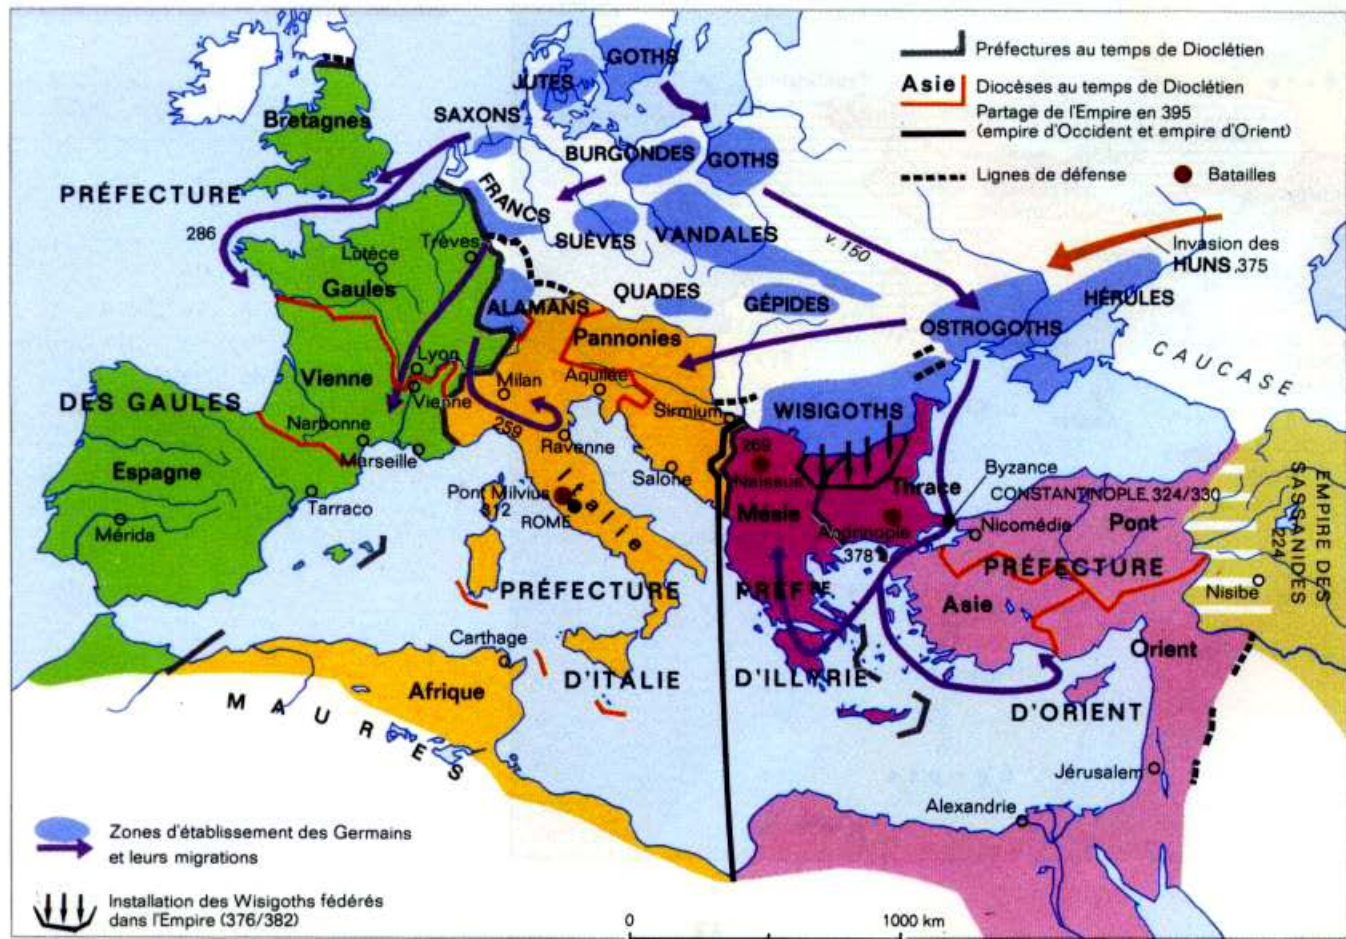 Préfectures au temps de Dioclétien
Asie
Diocèses au temps de Dioclétien
Partage de l'Empire en 395
(empire d'Occident et empire d'Orient)
Lignes de défense
Batailles
GOTHS
JUTES
SAXONS
BURGONDES
GOTHS
FRANCS
SUÈVES
VANDALES
v. 150
Invasion des
HUNS, 375
ALAMANS
QUADES
GÉPIDES
HÉRULES
OSTROGOTHS
CAUCASE
WISIGOTHS
Bretagnes
PRÉFECTURE
286
Lutèce
Trèves
Gaules
Pannonies
Lyon
Vienne
Vienne
Milan
Aquilée
Sirmium
DES GAULES
Narbonne
259
Ravenne
Marseille
Espagne
Salone
269
Naissus
Italie
Pont Milvius
312
ROME
Tarraco
Mérida
Mésie
Thrace
Byzance
CONSTANTINOPLE, 324/330
Andrinople
378
Nicomédie
Pont
EMPIRE DES
SASSANIDES
224
Nisibe
PRÉFECTURE
PRÉFRE.
PRÉFECTURE
Asie
Carthage
Orient
D'ITALIE
D'ILLYRIE
D'ORIENT
Afrique
MAURES
Jérusalem
Alexandrie
Zones d'établissement des Germains
et leurs migrations
Installation des Wisigoths fédérés
dans l'Empire (376/382)
0
1000 km